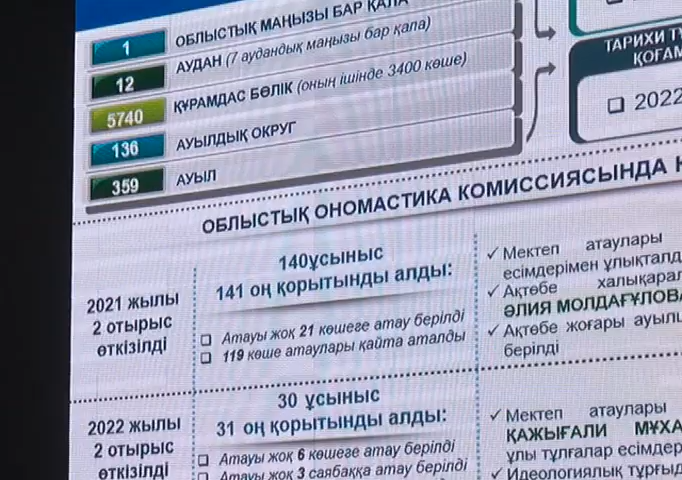 1 ОБЛЫСТЫҚ МАҢЫЗЫ БАР ҚАЛА
12 АУДАН (7 аудандық маңызы бар қала)
5740 ҚҰРАМДАС БӨЛІК (оның ішінде 3400 көше)
136 АУЫЛДЫҚ ОКРУГ
359 АУЫЛ
ТАРИХИ
❑ 2022
ОБЛЫСТЫҚ ОНОМАСТИКА КОМИССИЯСЫНДА
2021 жылы
2 отырыс
өткізілді
140ұсыныс
141 оң қорытынды алды:
❑ Атауы жоқ 21 көшеге атау берілді
❑ 119 көше атаулары қайта аталды
✓ Мектеп атаулары
есімдерімен ұлықталд
✓ Ақтөбе халықарал
ӘЛИЯ МОЛДАҒҰЛОВА
✓ Ақтөбе жоғары ауыл
берілді
2022 жылы
2 отырыс
өткізілді
30 ұсыныс
31 оң қорытынды алды:
❑ Атауы жоқ 6 көшеге атау берілді
❑ Атауы жоқ 3 саябаққа атау берілді
✓ Мектеп атаулары
ҚАЖЫҒАЛИ МҰХА
ұлы тұлғалар есімдер
✓ Идеологиялық тұрғыд